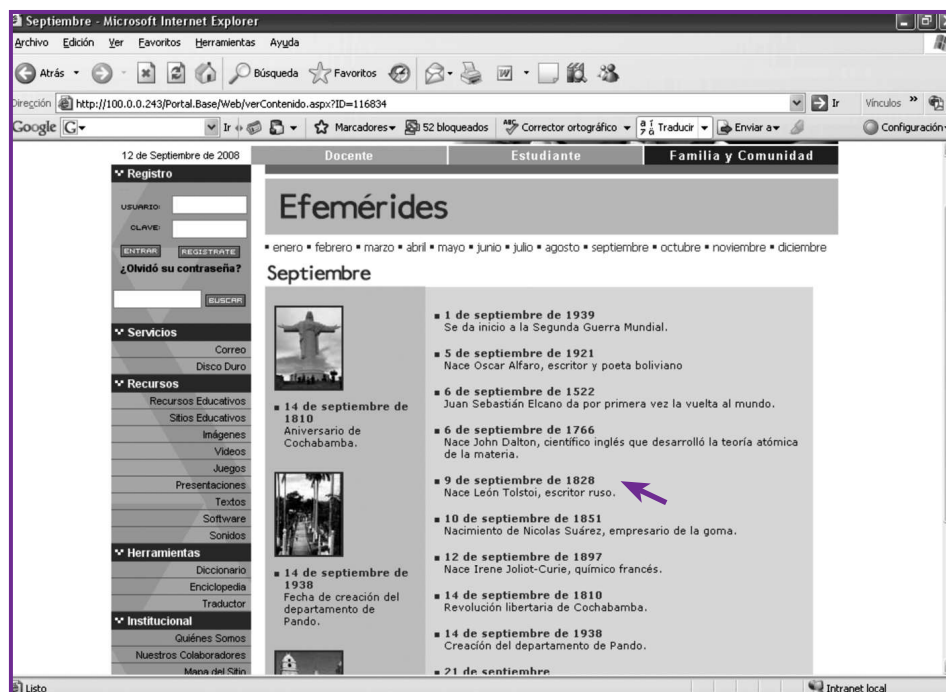 Septiembre - Microsoft Internet Explorer
Archivo Edición Ver Favoritos Herramientas Ayuda
Atrás Búsqueda Favoritos
Dirección http://100.0.0.243/Portal.Base/Web/verContenido.aspx?ID=116834 Ir Vínculos »
Google G Ir Marcadores 52 bloqueados Corrector ortográfico Traducir Enviar a Configuración
12 de Septiembre de 2008 Docente Estudiante Familia y Comunidad
Registro
USUARIO:
CLAVE:
ENTRAR REGISTRATE
¿Olvidó su contraseña?
BUSCAR
Servicios
Correo
Disco Duro
Recursos
Recursos Educativos
Sitios Educativos
Imágenes
Videos
Juegos
Presentaciones
Textos
Software
Sonidos
Herramientas
Diccionario
Enciclopedia
Traductor
Institucional
Quiénes Somos
Nuestros Colaboradores
Mapa del Sitio
Efemérides
▪ enero ▪ febrero ▪ marzo ▪ abril ▪ mayo ▪ junio ▪ julio ▪ agosto ▪ septiembre ▪ octubre ▪ noviembre ▪ diciembre
Septiembre
▪ 14 de septiembre de
1810
Aniversario de
Cochabamba.
▪ 14 de septiembre de
1938
Fecha de creación del
departamento de
Pando.
▪ 1 de septiembre de 1939
Se da inicio a la Segunda Guerra Mundial.
▪ 5 de septiembre de 1921
Nace Oscar Alfaro, escritor y poeta boliviano
▪ 6 de septiembre de 1522
Juan Sebastián Elcano da por primera vez la vuelta al mundo.
▪ 6 de septiembre de 1766
Nace John Dalton, científico inglés que desarrolló la teoría atómica
de la materia.
▪ 9 de septiembre de 1828
Nace León Tolstoi, escritor ruso.
▪ 10 de septiembre de 1851
Nacimiento de Nicolas Suárez, empresario de la goma.
▪ 12 de septiembre de 1897
Nace Irene Joliot-Curie, químico francés.
▪ 14 de septiembre de 1810
Revolución libertaria de Cochabamba.
▪ 14 de septiembre de 1938
Creación del departamento de Pando.
▪ 21 de septiembre
Listo Intranet local